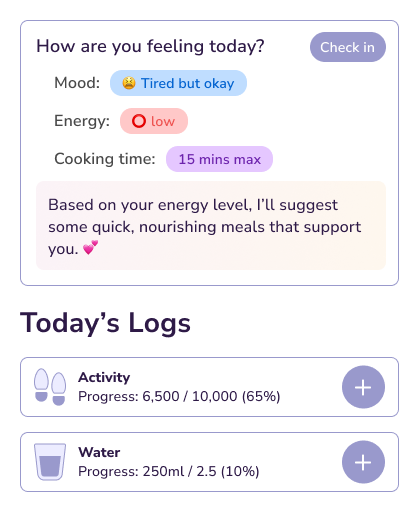 How are you feeling today?
Check in
Mood: 😫 Tired but okay
Energy: ⭕ low
Cooking time: 15 mins max
Based on your energy level, I’ll suggest
some quick, nourishing meals that support
you. 💕
Today’s Logs
Activity
Progress: 6,500 / 10,000 (65%)
Water
Progress: 250ml / 2.5 (10%)